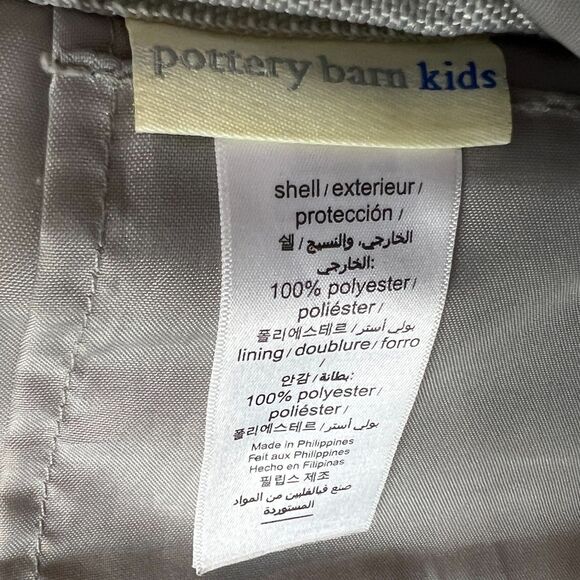 pottery barn kids
shell / exterieur /
protección /
쉘 / الخارجي، والنسيج
الخارجي:
100% polyester /
poliéster /
폴리에스테르 / بولي أستر /
lining / doublure / forro
/
안감 / بطانة:
100% polyester /
poliéster /
폴리에스테르 / بولي أستر
Made in Philippines
Fait aux Philippines
Hecho en Filipinas
필립스 제조
صنع فىالفلبين من المواد
المستوردة